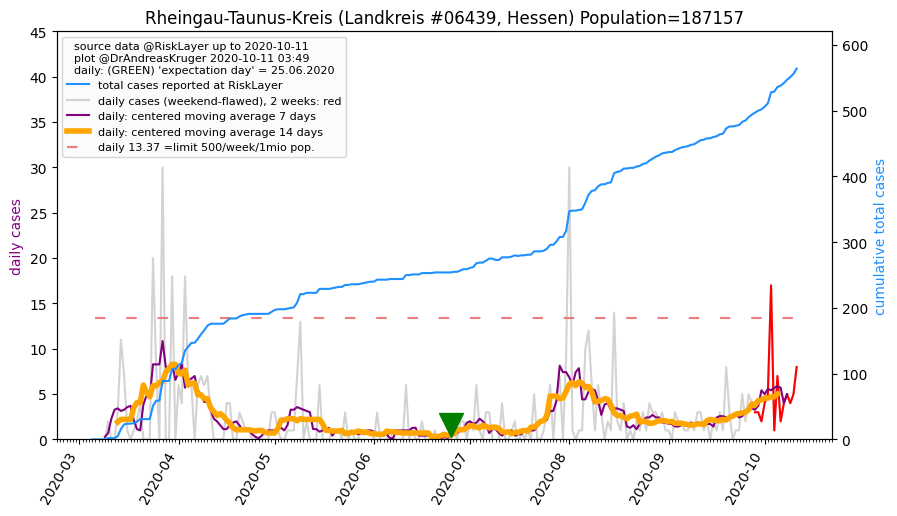 Rheingau-Taunus-Kreis (Landkreis #06439, Hessen) Population=187157
source data @RiskLayer up to 2020-10-11
plot @DrAndreasKruger 2020-10-11 03:49
daily: (GREEN) 'expectation day' = 25.06.2020
total cases reported at RiskLayer
daily cases (weekend-flawed), 2 weeks: red
daily: centered moving average 7 days
daily: centered moving average 14 days
daily 13.37 =limit 500/week/1mio pop.
daily cases
45
40
35
30
25
20
15
10
5
0
cumulative total cases
600
500
400
300
200
100
0
2020-03
2020-04
2020-05
2020-06
2020-07
2020-08
2020-09
2020-10